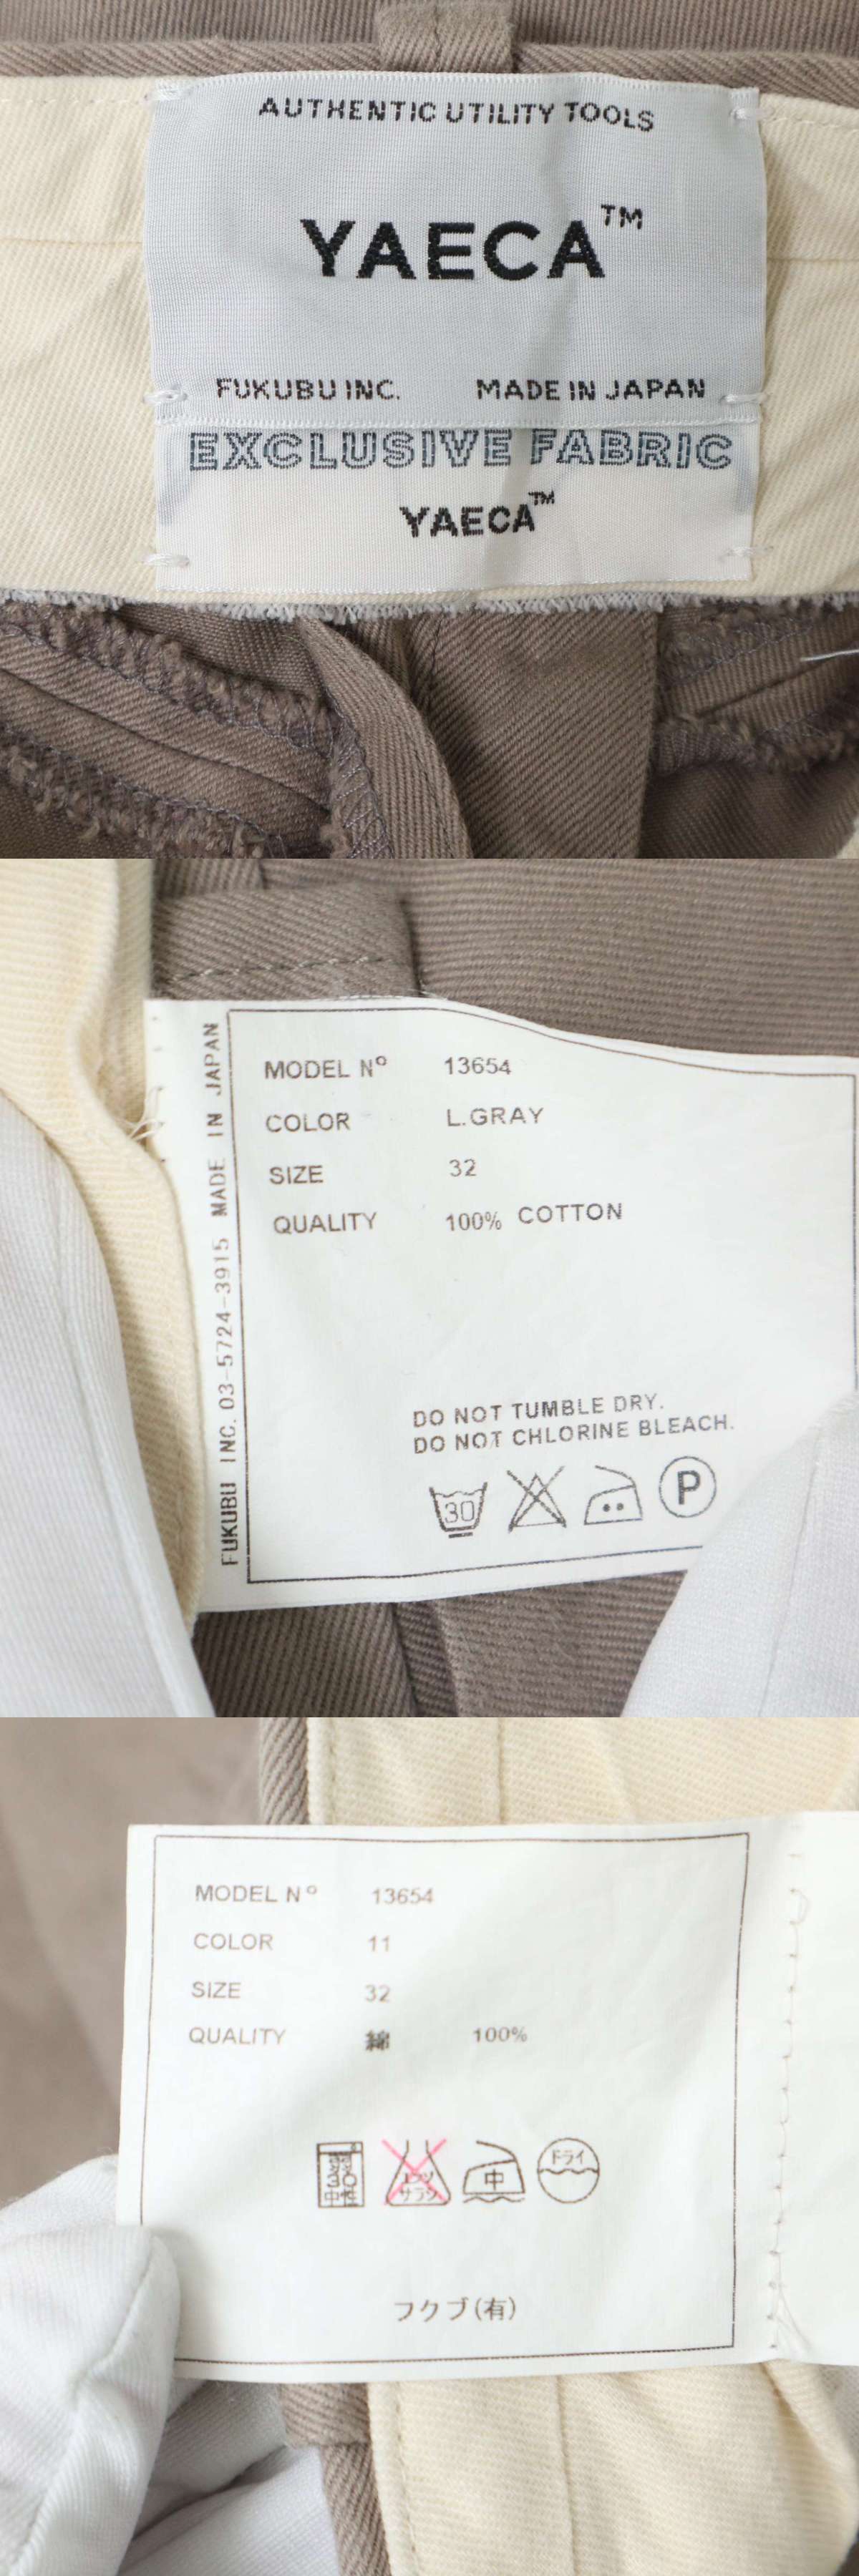 AUTHENTIC UTILITY TOOLS
YAECA™
FUKUBU INC. MADE IN JAPAN
EXCLUSIVE FABRIC
YAECA™
FUKUBU INC. 03-5724-3915 MADE IN JAPAN
MODEL Nº 13654
COLOR L.GRAY
SIZE 32
QUALITY 100% COTTON
DO NOT TUMBLE DRY.
DO NOT CHLORINE BLEACH.
30 P
MODEL Nº 13654
COLOR 11
SIZE 32
QUALITY 綿 100%
エンソ サラシ 中 ドライ
フクブ(有)